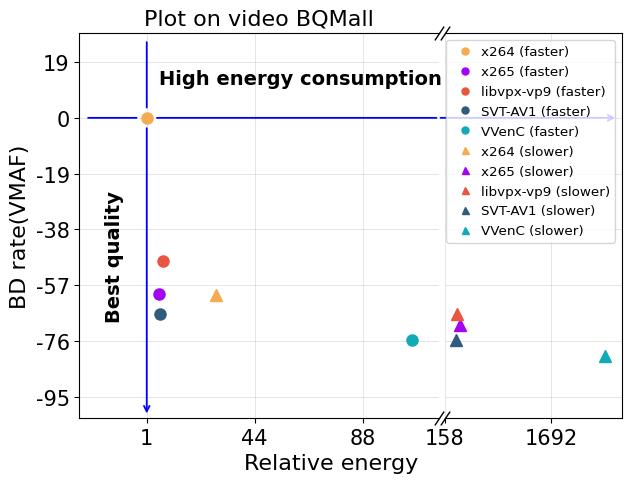 Plot on video BQMall
High energy consumption
Best quality
BD rate(VMAF)
19
0
-19
-38
-57
-76
-95
x264 (faster)
x265 (faster)
libvpx-vp9 (faster)
SVT-AV1 (faster)
VVenC (faster)
x264 (slower)
x265 (slower)
libvpx-vp9 (slower)
SVT-AV1 (slower)
VVenC (slower)
1 44 88 158 1692
Relative energy